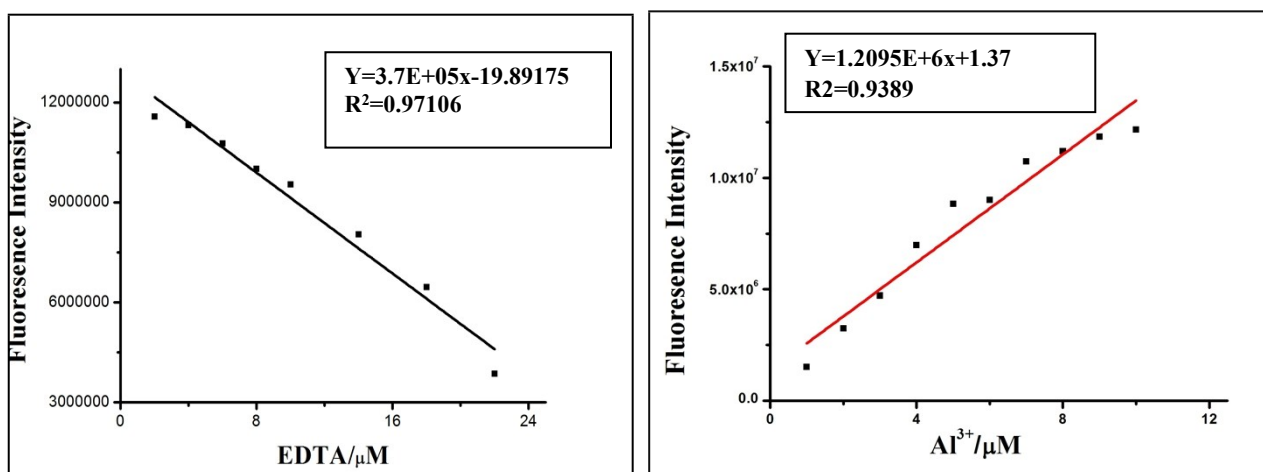 Y=3.7E+05x-19.89175
R²=0.97106
12000000
9000000
6000000
3000000
0
8
16
24
Fluoresence Intensity
EDTA/μM
Y=1.2095E+6x+1.37
R2=0.9389
1.5x10⁷
1.0x10⁷
5.0x10⁶
0.0
0
4
8
12
Fluoresence Intensity
Al³⁺/μM